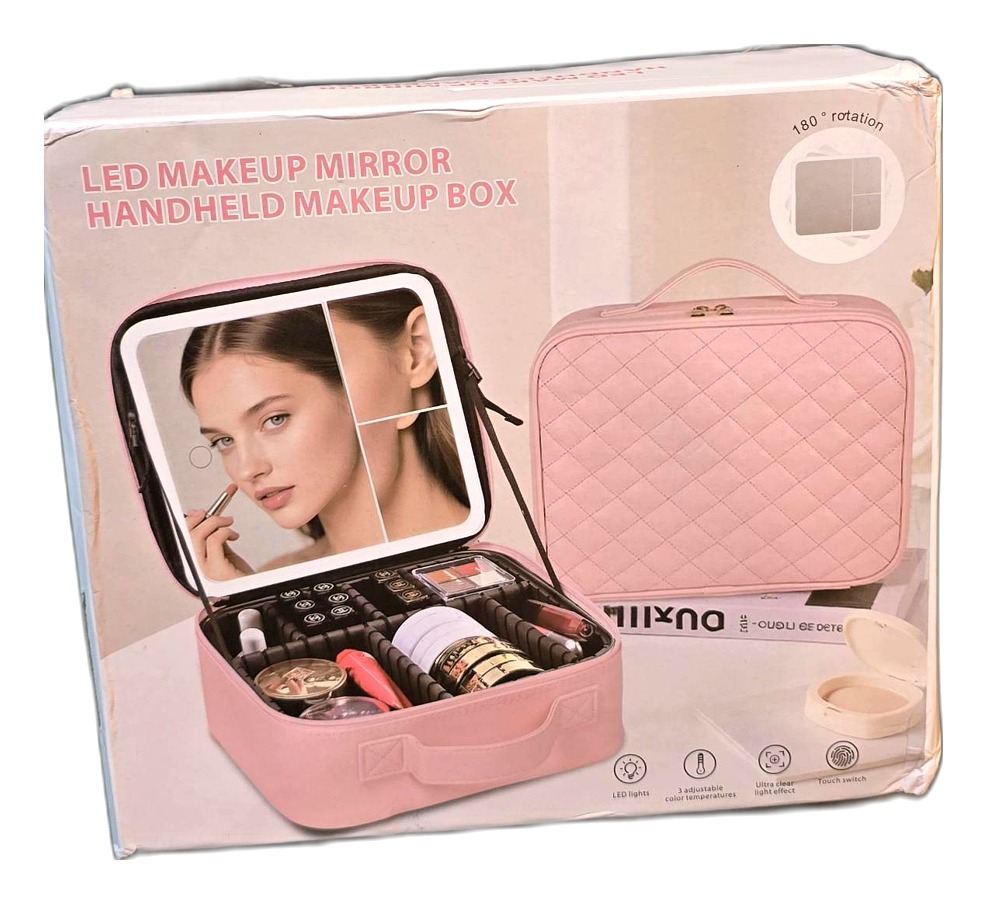 180° rotation
LED MAKEUP MIRROR
HANDHELD MAKEUP BOX
LED lights
3 adjustable
color temperatures
Ultra clear
light effect
Touch switch